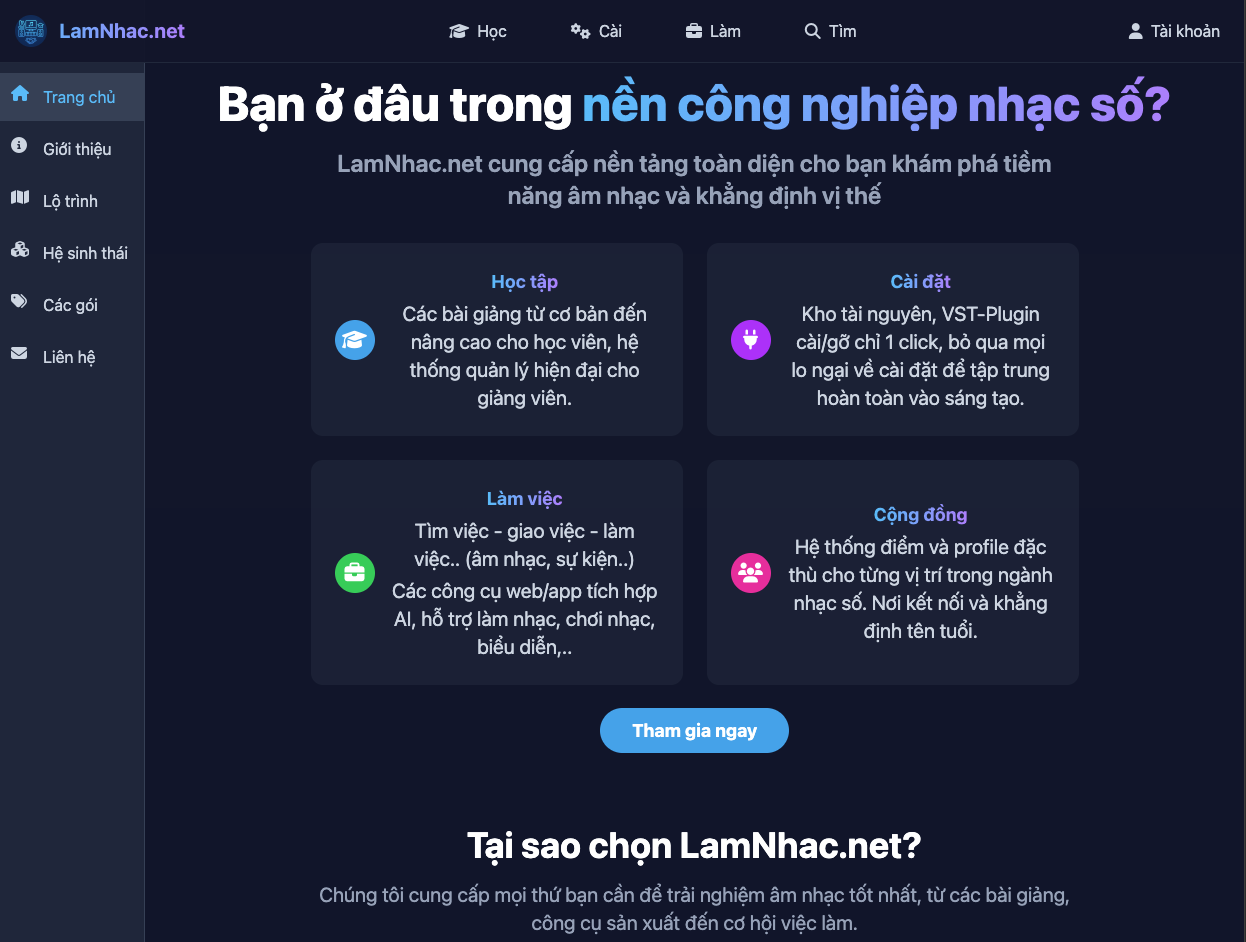 LamNhac.net
Học
Cài
Làm
Tìm
Tài khoản
Trang chủ
Giới thiệu
Lộ trình
Hệ sinh thái
Các gói
Liên hệ
Bạn ở đâu trong nền công nghiệp nhạc số?
LamNhac.net cung cấp nền tảng toàn diện cho bạn khám phá tiềm
năng âm nhạc và khẳng định vị thế
Học tập
Các bài giảng từ cơ bản đến
nâng cao cho học viên, hệ
thống quản lý hiện đại cho
giảng viên.
Cài đặt
Kho tài nguyên, VST-Plugin
cài/gỡ chỉ 1 click, bỏ qua mọi
lo ngại về cài đặt để tập trung
hoàn toàn vào sáng tạo.
Làm việc
Tìm việc - giao việc - làm
việc.. (âm nhạc, sự kiện..)
Các công cụ web/app tích hợp
AI, hỗ trợ làm nhạc, chơi nhạc,
biểu diễn,..
Cộng đồng
Hệ thống điểm và profile đặc
thù cho từng vị trí trong ngành
nhạc số. Nơi kết nối và khẳng
định tên tuổi.
Tham gia ngay
Tại sao chọn LamNhac.net?
Chúng tôi cung cấp mọi thứ bạn cần để trải nghiệm âm nhạc tốt nhất, từ các bài giảng,
công cụ sản xuất đến cơ hội việc làm.